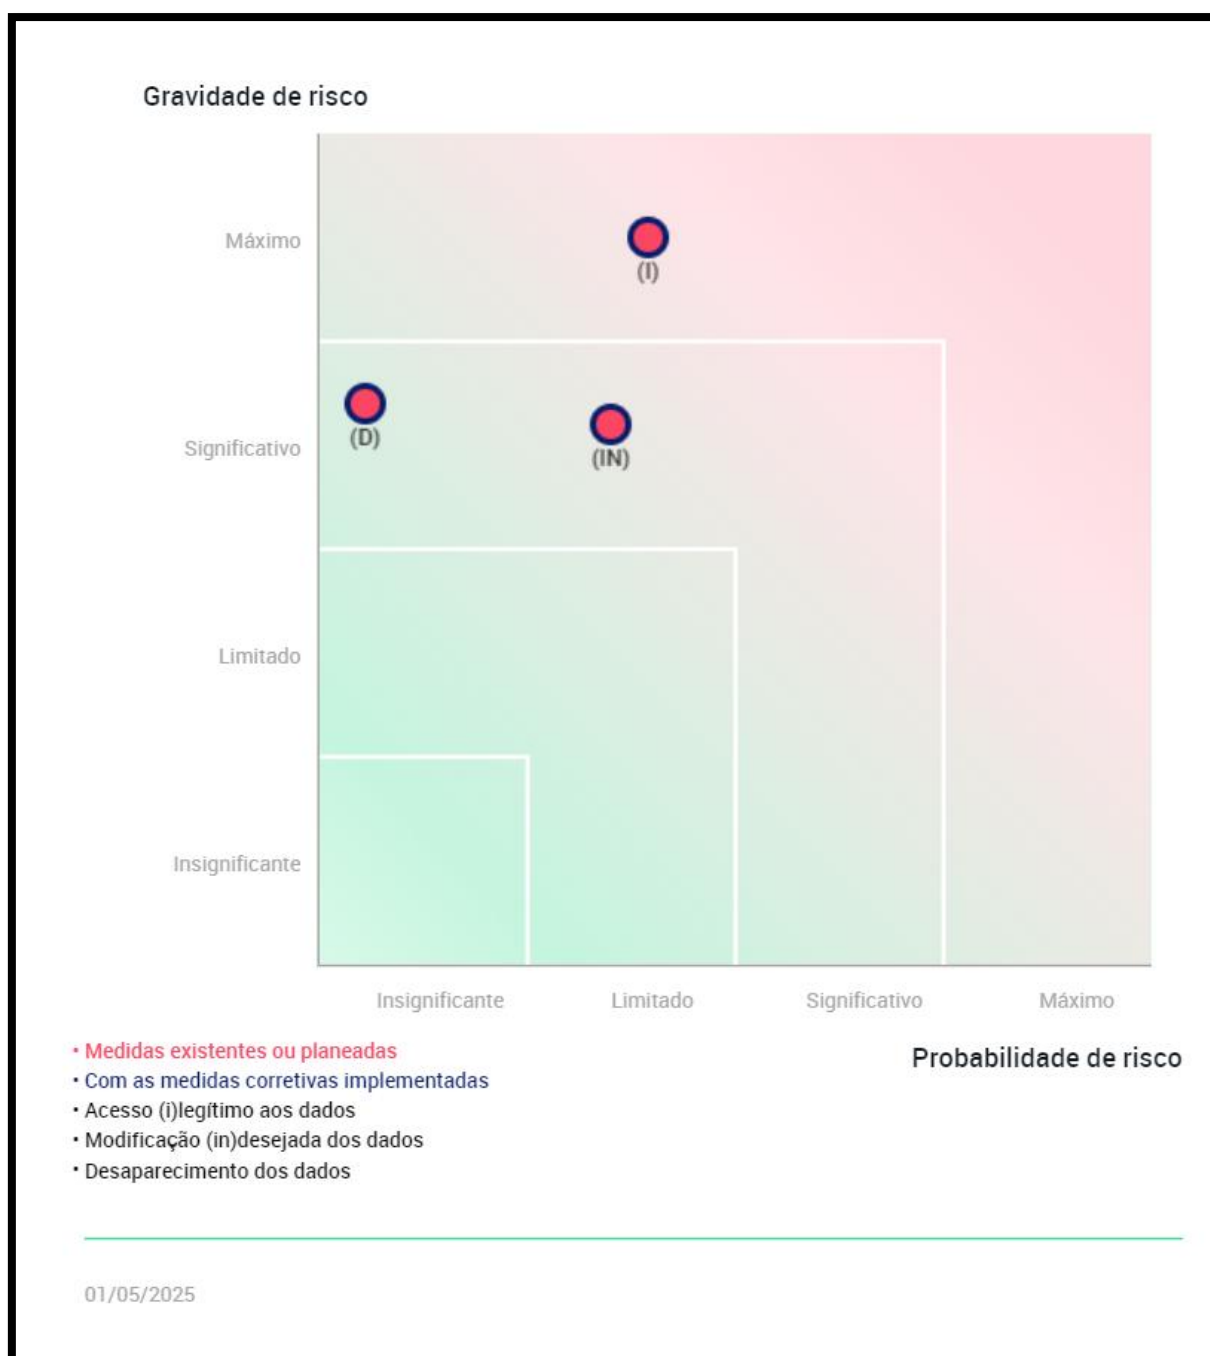 Gravidade de risco
Máximo
(I)
(D)
(IN)
Significativo
Limitado
Insignificante
Insignificante Limitado Significativo Máximo
• Medidas existentes ou planeadas
Probabilidade de risco
• Com as medidas corretivas implementadas
• Acesso (i)legítimo aos dados
• Modificação (in)desejada dos dados
• Desaparecimento dos dados
01/05/2025